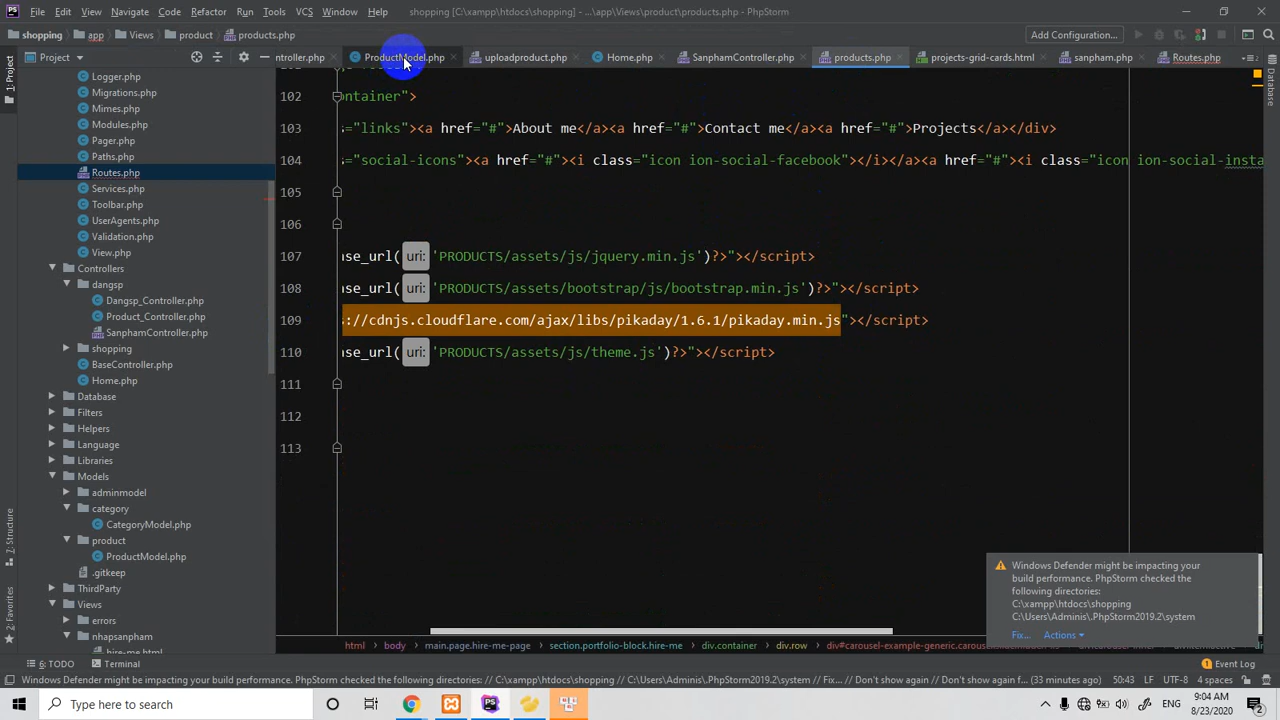 File Edit View Navigate Code Refactor Run Tools VCS Window Help shopping [C:\xampp\htdocs\shopping] - ...\app\Views\product\products.php - PhpStorm
shopping app Views product products.php Add Configuration...
Project ontroller.php ProductModel.php uploadproduct.php Home.php SanphamController.php products.php projects-grid-cards.html sanpham.php Routes.php
1: Project
Database
Logger.php
Migrations.php
Mimes.php
Modules.php
Pager.php
Paths.php
Routes.php
Services.php
Toolbar.php
UserAgents.php
Validation.php
View.php
Controllers
dangsp
Dangsp_Controller.php
Product_Controller.php
SanphamController.php
shopping
BaseController.php
Home.php
Database
Filters
Helpers
Language
Libraries
Models
adminmodel
category
CategoryModel.php
product
ProductModel.php
.gitkeep
ThirdParty
Views
errors
nhapsanpham
hire-me.html
7: Structure
2: Favorites
102 ontainer">
103 ="links"><a href="#">About me</a><a href="#">Contact me</a><a href="#">Projects</a></div>
104 ="social-icons"><a href="#"><i class="icon ion-social-facebook"></i></a><a href="#"><i class="icon ion-social-insta
105
106
107 se_url( uri: 'PRODUCTS/assets/js/jquery.min.js')?>"></script>
108 se_url( uri: 'PRODUCTS/assets/bootstrap/js/bootstrap.min.js')?>"></script>
109 ://cdnjs.cloudflare.com/ajax/libs/pikaday/1.6.1/pikaday.min.js"></script>
110 se_url( uri: 'PRODUCTS/assets/js/theme.js')?>"></script>
111
112
113
Windows Defender might be impacting your
build performance. PhpStorm checked the
following directories:
C:\xampp\htdocs\shopping
C:\Users\Adminis\.PhpStorm2019.2\system
Fix... Actions
html body main.page.hire-me section.portfolio-block.hire-me div.container div.row
6: TODO Terminal Event Log
Windows Defender might be impacting your build performance. PhpStorm checked the following directories: // C:\xampp\htdocs\shopping // C:\Users\Adminis\.PhpStorm2019.2\system // Fix... // Don't show again // Don't show again f... (33 minutes ago) 50:43 LF UTF-8 4 spaces
Type here to search ENG 9:04 AM
8/23/2020
2